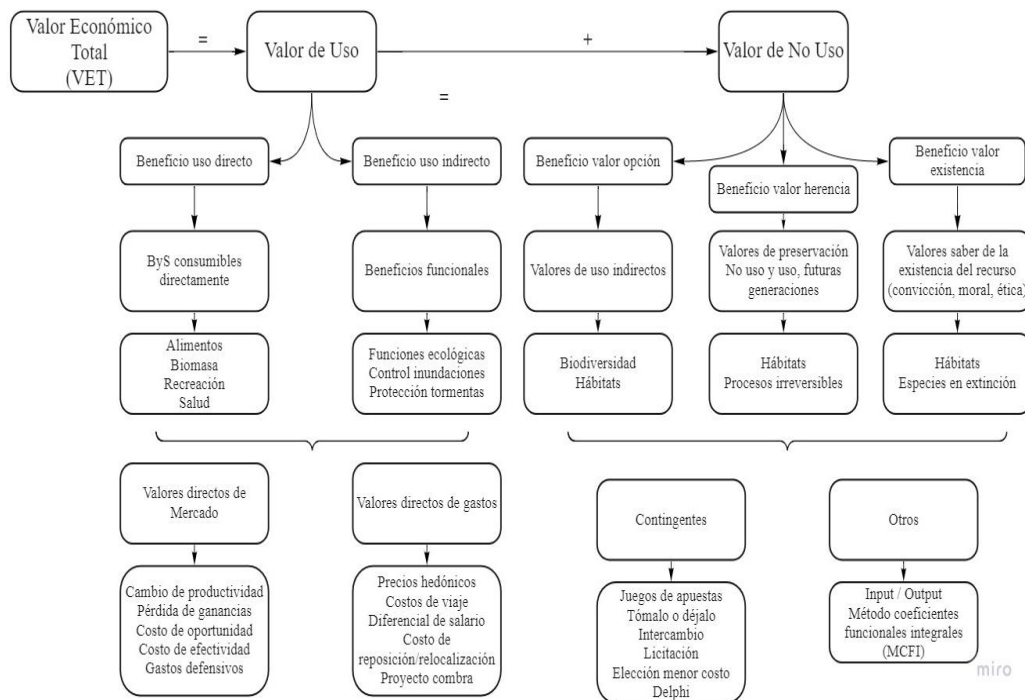 Valor Económico
Total
(VET)
=
Valor de Uso
+
Valor de No Uso
=
Beneficio uso directo
Beneficio uso indirecto
Beneficio valor opción
Beneficio valor herencia
Beneficio valor
existencia
ByS consumibles
directamente
Beneficios funcionales
Valores de uso indirectos
Valores de preservación
No uso y uso, futuras
generaciones
Valores saber de la
existencia del recurso
(convicción, moral, ética)
Alimentos
Biomasa
Recreación
Salud
Funciones ecológicas
Control inundaciones
Protección tormentas
Biodiversidad
Hábitats
Hábitats
Procesos irreversibles
Hábitats
Especies en extinción
Valores directos de
Mercado
Valores directos de gastos
Contingentes
Otros
Cambio de productividad
Pérdida de ganancias
Costo de oportunidad
Costo de efectividad
Gastos defensivos
Precios hedónicos
Costos de viaje
Diferencial de salario
Costo de
reposición/relocalización
Proyecto combra
Juegos de apuestas
Tómalo o déjalo
Intercambio
Licitación
Elección menor costo
Delphi
Input / Output
Método coeficientes
funcionales integrales
(MCFI)
miro